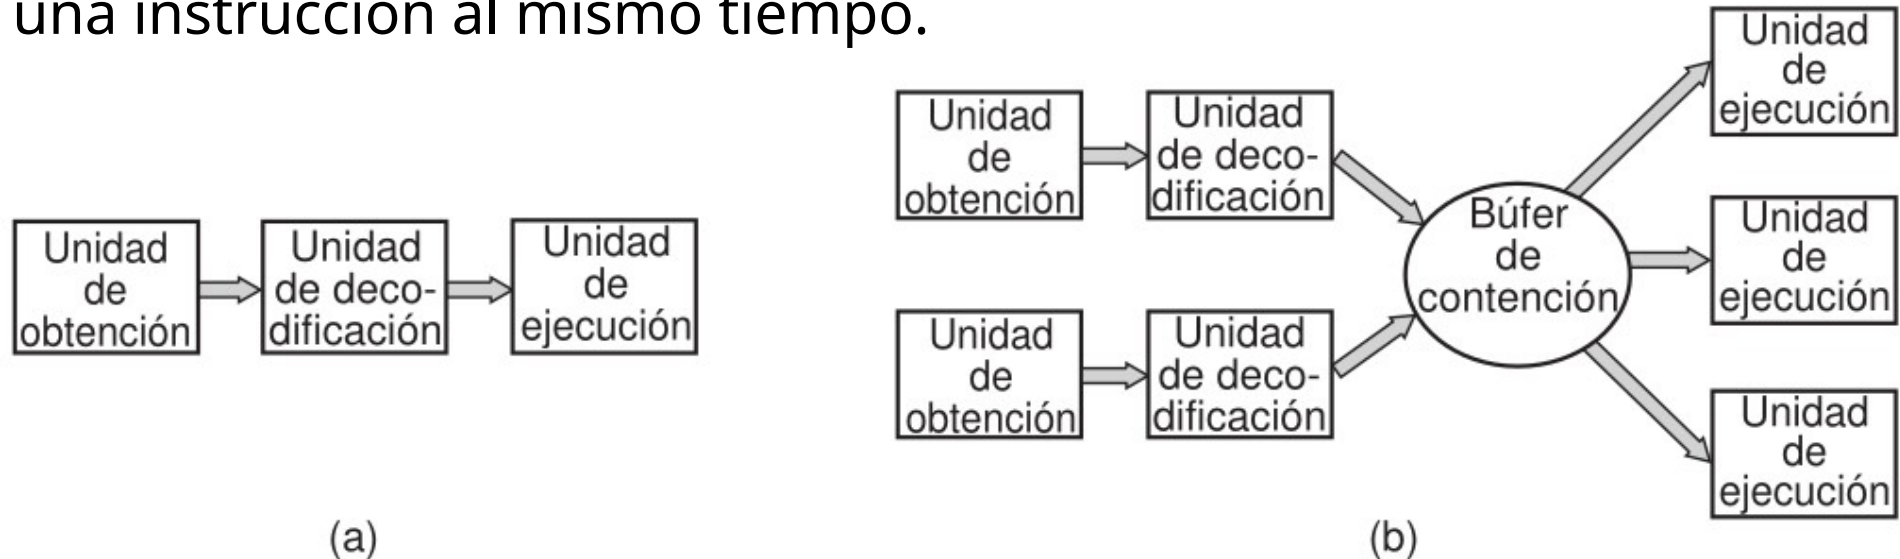 una instrucción al mismo tiempo.
Unidad
de
obtención
Unidad
de deco-
dificación
Unidad
de
ejecución
(a)
Unidad
de
obtención
Unidad
de deco-
dificación
Unidad
de
obtención
Unidad
de deco-
dificación
Búfer
de
contención
Unidad
de
ejecución
Unidad
de
ejecución
Unidad
de
ejecución
(b)